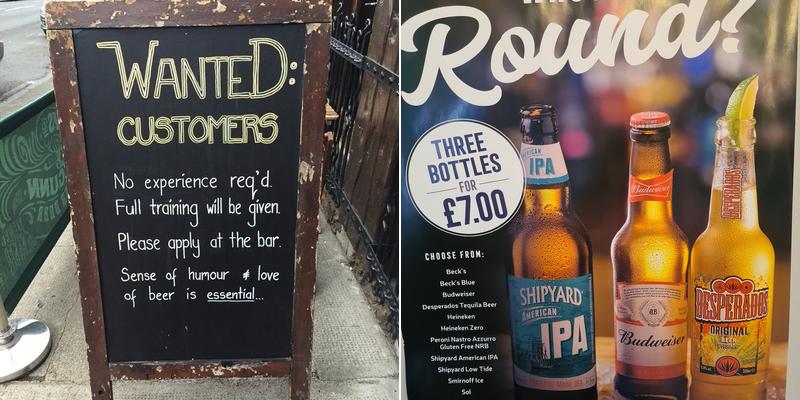 WANTED:
CUSTOMERS
No experience req'd.
Full training will be given.
Please apply at the bar.
Sense of humour & love
of beer is essential...
Round?
THREE
BOTTLES
FOR
£7.00
CHOOSE FROM:
Beck's
Beck's Blue
Budweiser
Desperados Tequila Beer
Heineken
Heineken Zero
Peroni Nastro Azzurro
Gluten Free NRB
Shipyard American IPA
Shipyard Low Tide
Smirnoff Ice
Sol
AMERICAN
IPA
SHIPYARD
AMERICAN
IPA
Budweiser
Budweiser
DESPERADOS
DESPERADOS
ORIGINAL
BEER